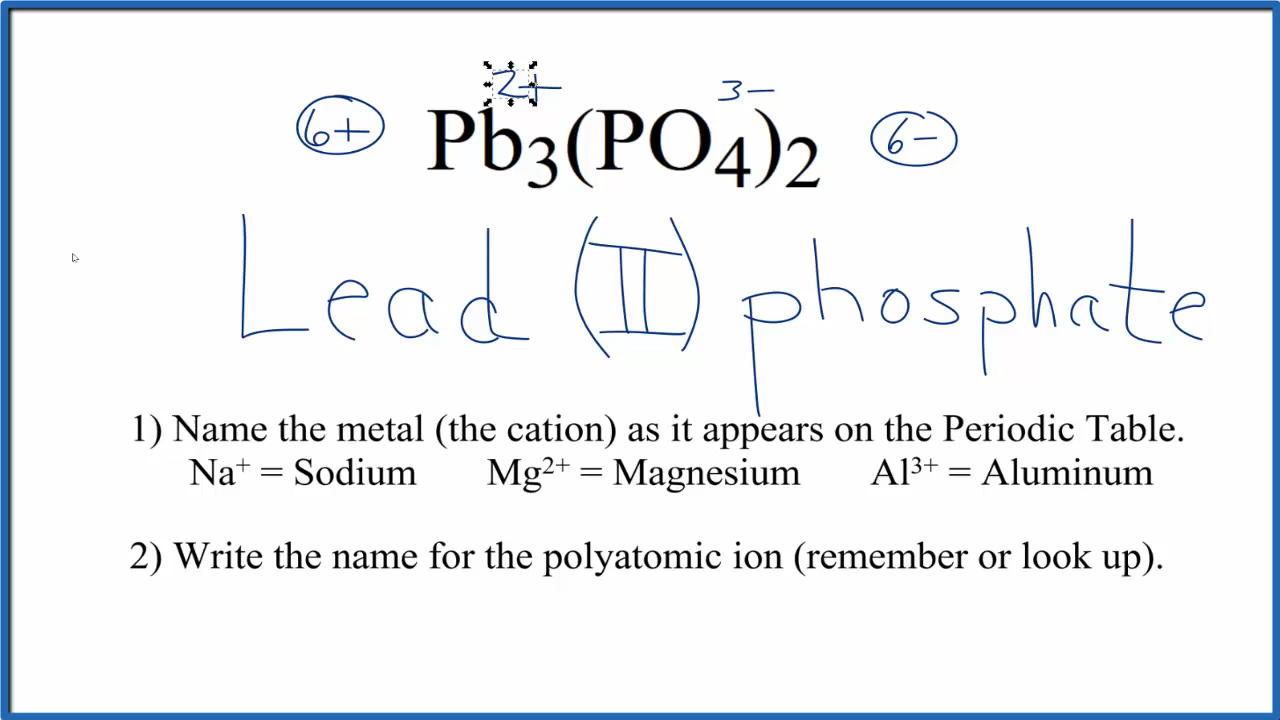 2+ 3-
6+ Pb₃(PO₄)₂ 6-
Lead (II) phosphate
1) Name the metal (the cation) as it appears on the Periodic Table.
Na⁺ = Sodium Mg²⁺ = Magnesium Al³⁺ = Aluminum
2) Write the name for the polyatomic ion (remember or look up).